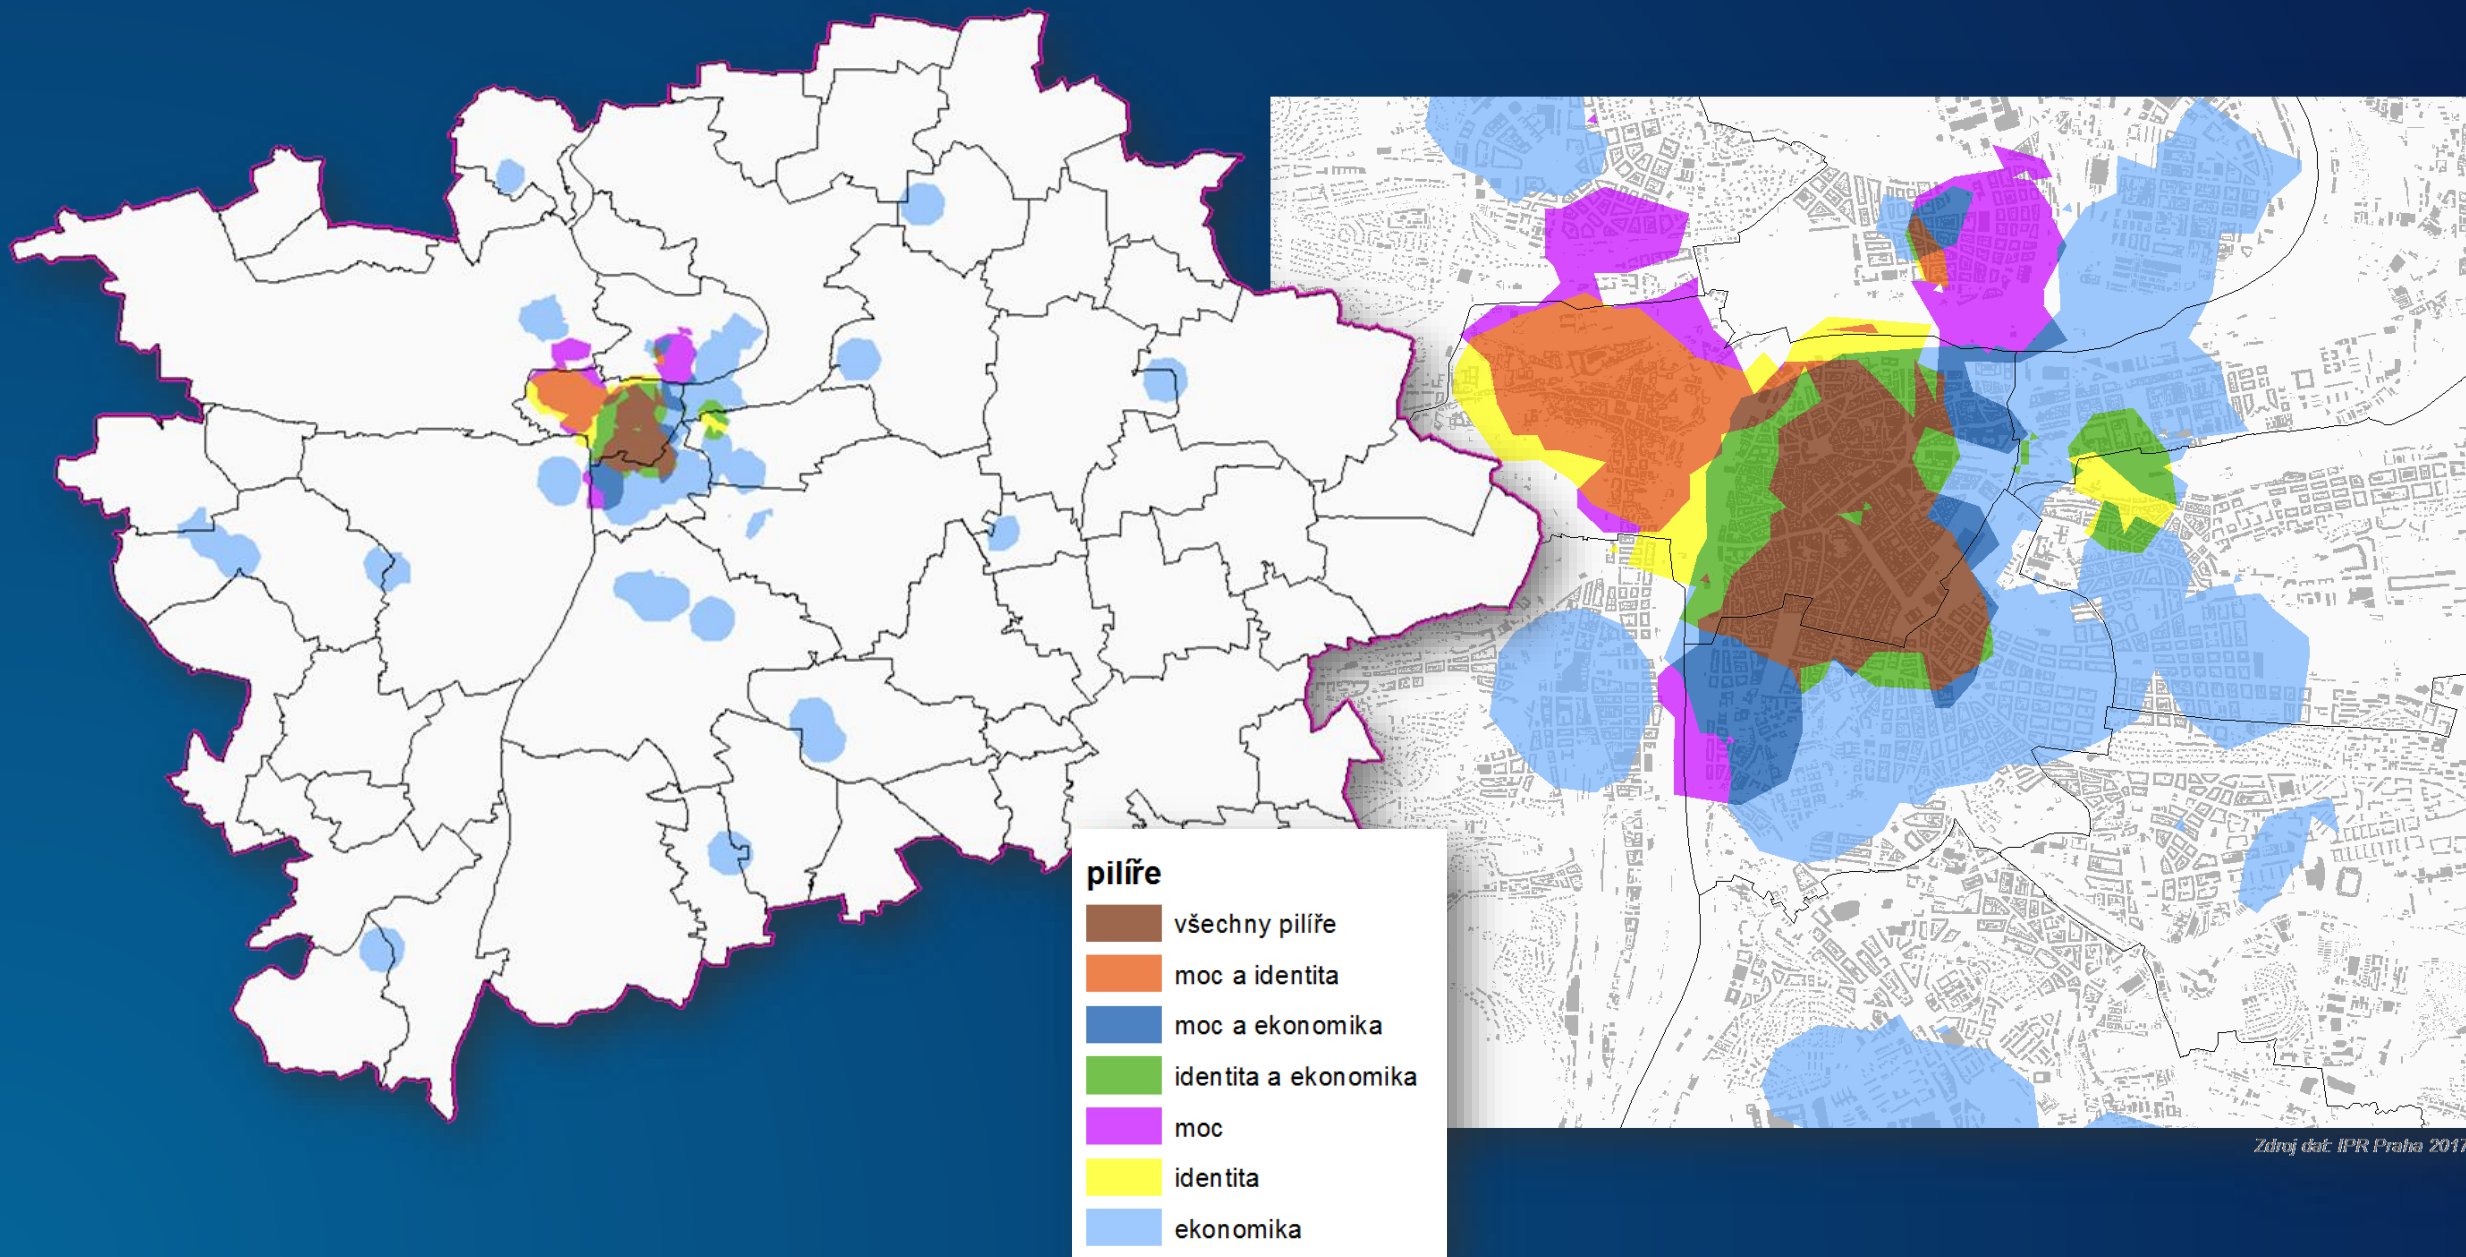 pilíře
všechny pilíře
moc a identita
moc a ekonomika
identita a ekonomika
moc
identita
ekonomika
Zdroj dat: IPR Praha 2017